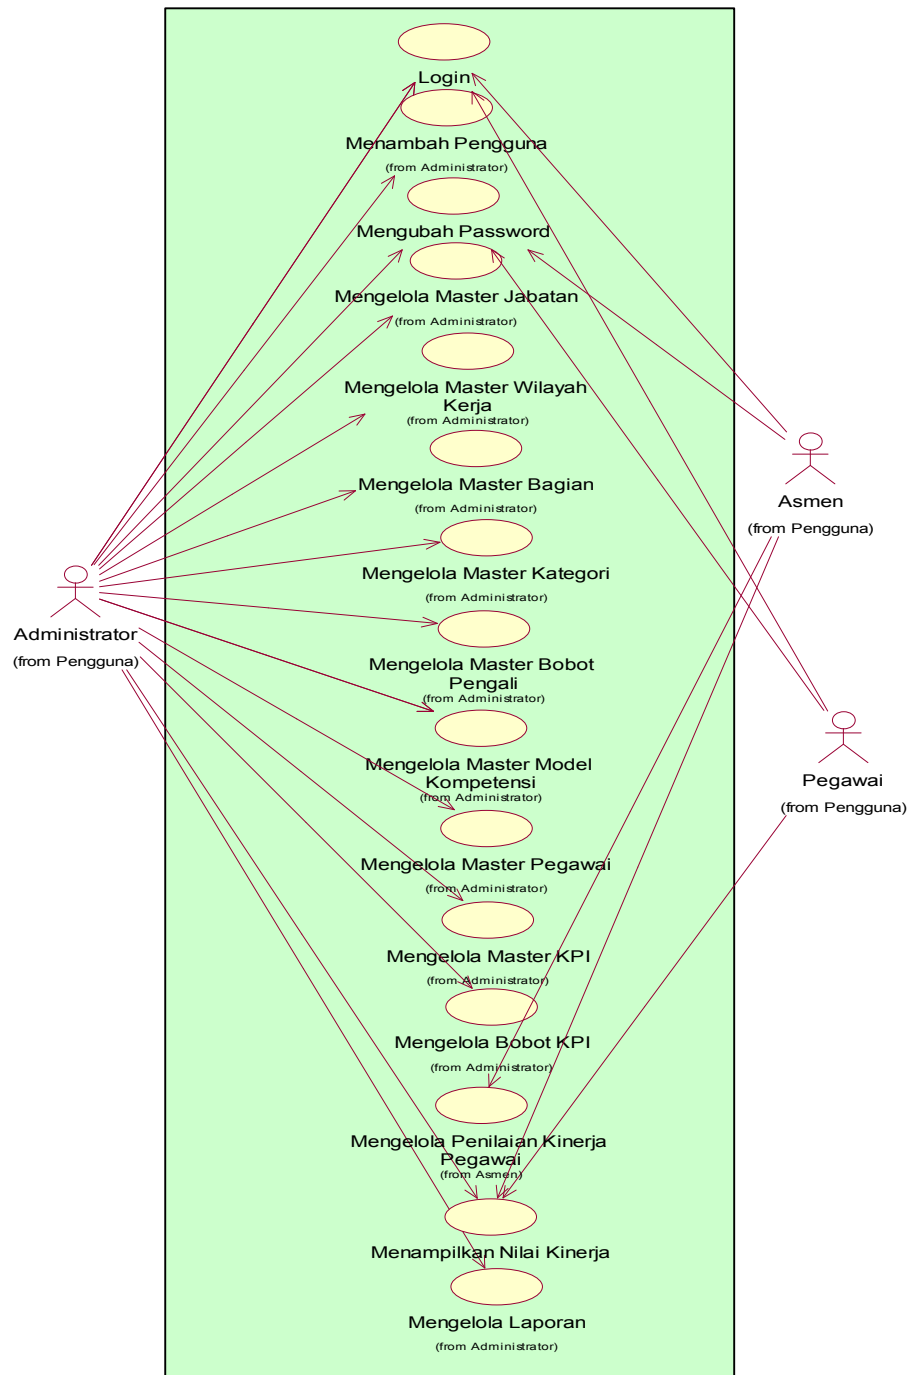 Login
Menambah Pengguna
(from Administrator)
Mengubah Password
Mengelola Master Jabatan
(from Administrator)
Mengelola Master Wilayah
Kerja
(from Administrator)
Mengelola Master Bagian
(from Administrator)
Mengelola Master Kategori
(from Administrator)
Mengelola Master Bobot
Pengali
(from Administrator)
Mengelola Master Model
Kompetensi
(from Administrator)
Mengelola Master Pegawai
(from Administrator)
Mengelola Master KPI
(from Administrator)
Mengelola Bobot KPI
(from Administrator)
Mengelola Penilaian Kinerja
Pegawai
(from Asmen)
Menampilkan Nilai Kinerja
Mengelola Laporan
(from Administrator)
Administrator
(from Pengguna)
Asmen
(from Pengguna)
Pegawai
(from Pengguna)